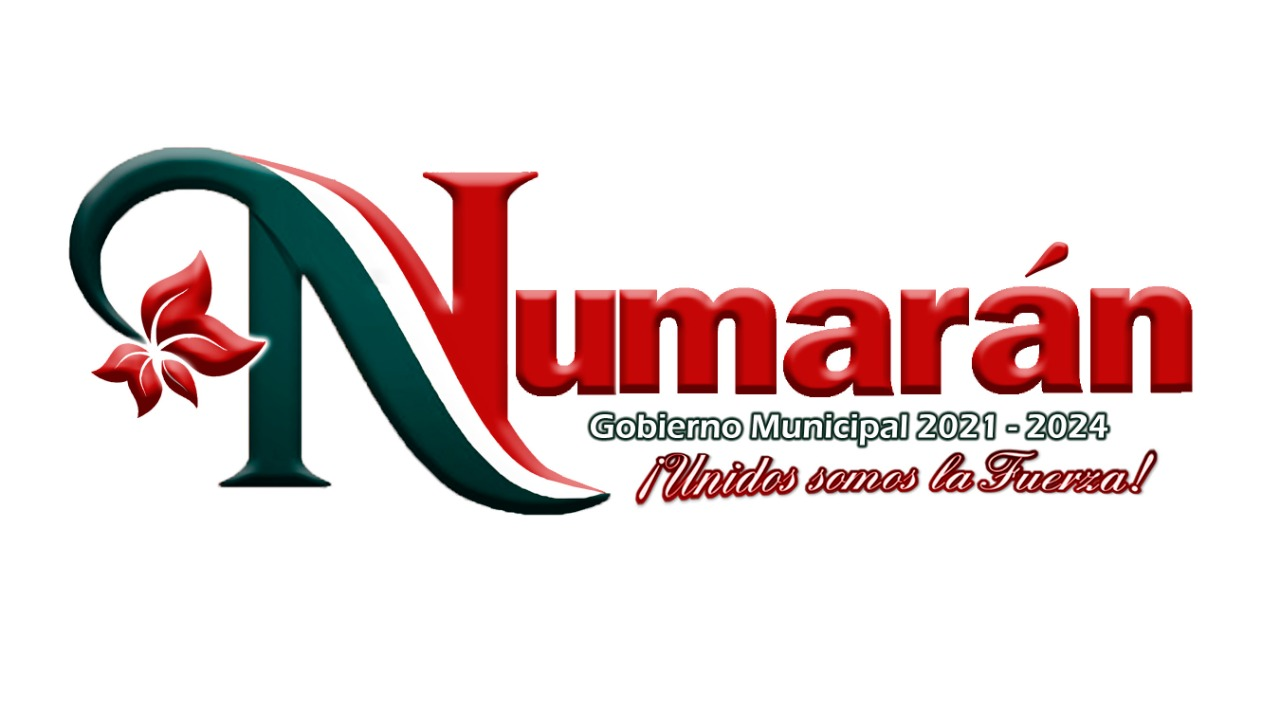 Numarán
Gobierno Municipal 2021 - 2024
¡Unidos somos la Fuerza!